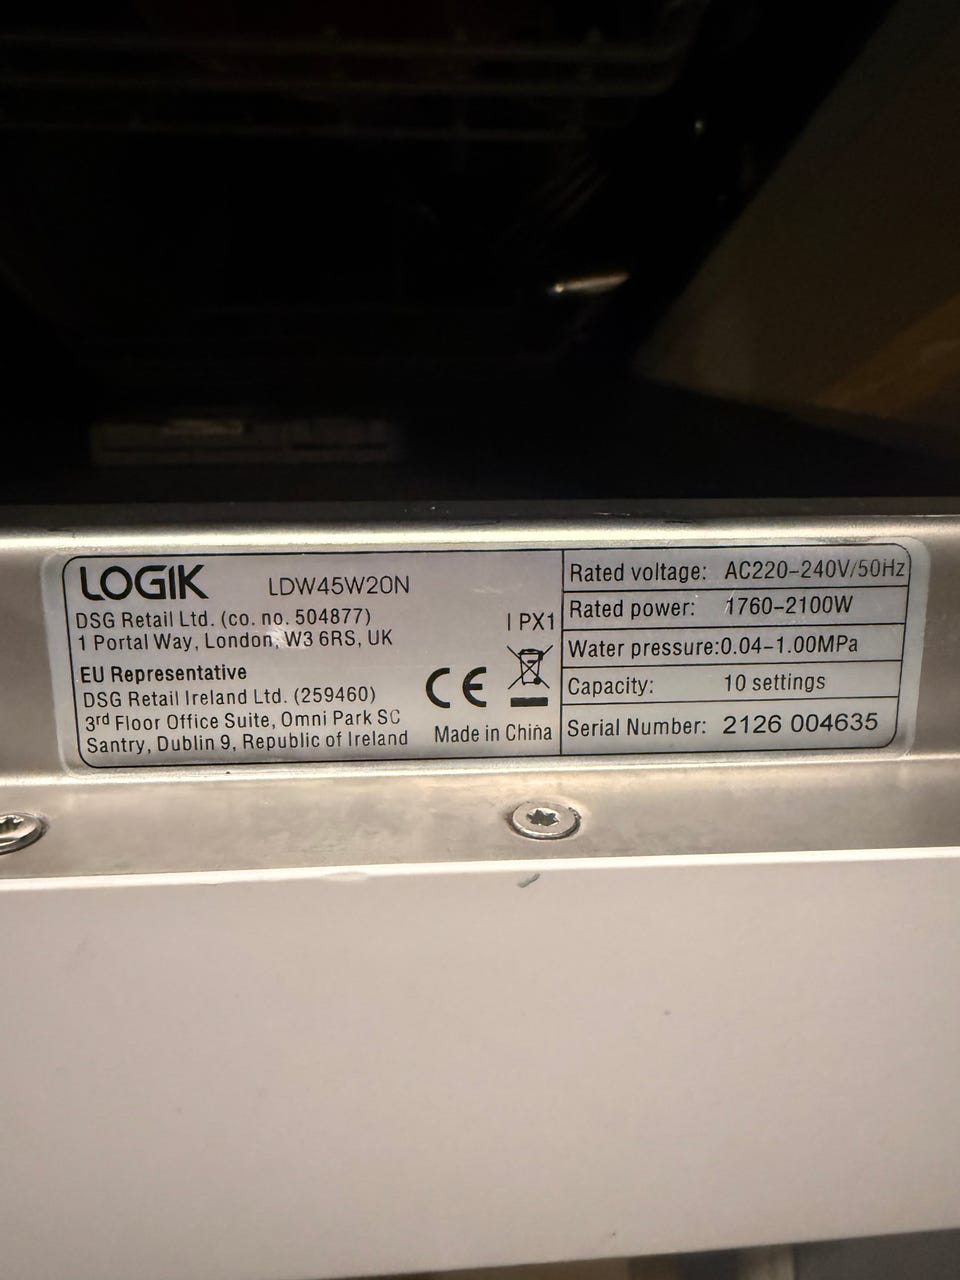 LOGIK LDW45W20N
DSG Retail Ltd. (co. no. 504877)
1 Portal Way, London, W3 6RS, UK
IPX1
EU Representative
DSG Retail Ireland Ltd. (259460)
3rd Floor Office Suite, Omni Park SC
Santry, Dublin 9, Republic of Ireland
CE
Made in China
Rated voltage: AC220-240V/50Hz
Rated power: 1760-2100W
Water pressure:0.04-1.00MPa
Capacity: 10 settings
Serial Number: 2126 004635